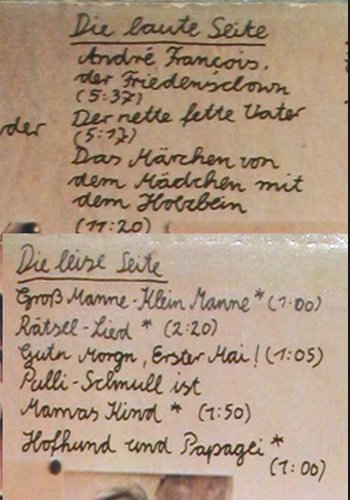 Die laute Seite
André François,
der Friedensclown
(5:37)
der
Der nette fette Vater
(5:17)
Das Märchen von
dem Mädchen mit
dem Holzbein
(11:20)
Die leise Seite
Groß Manne-Klein Manne * (1:00)
Rätsel-Lied * (2:20)
Gutn Morgn, Erster Mai! (1:05)
Pulli-Schmull ist
Mamas Kind * (1:50)
Hofhund und Papagei *
(1:00)